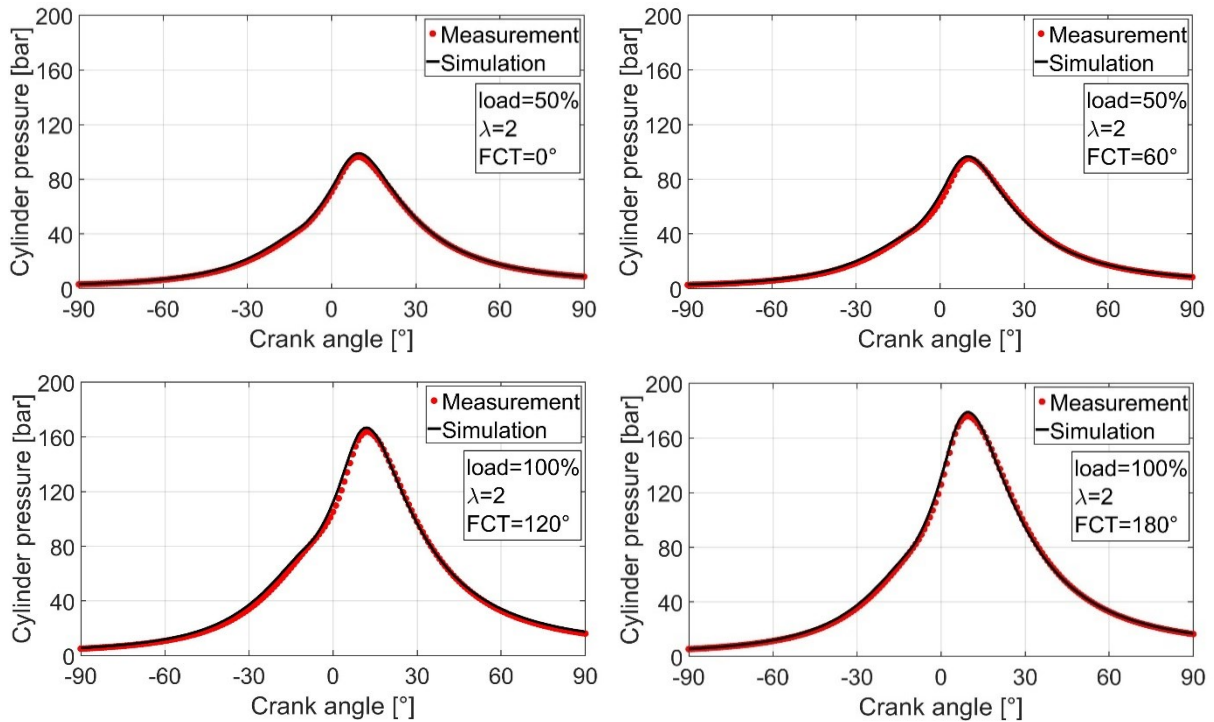 Cylinder pressure [bar]
200
160
120
80
40
0
-90 -60 -30 0 30 60 90
Crank angle [°]
Measurement
Simulation
load=50%
λ=2
FCT=0°
Cylinder pressure [bar]
200
160
120
80
40
0
-90 -60 -30 0 30 60 90
Crank angle [°]
Measurement
Simulation
load=50%
λ=2
FCT=60°
Cylinder pressure [bar]
200
160
120
80
40
0
-90 -60 -30 0 30 60 90
Crank angle [°]
Measurement
Simulation
load=100%
λ=2
FCT=120°
Cylinder pressure [bar]
200
160
120
80
40
0
-90 -60 -30 0 30 60 90
Crank angle [°]
Measurement
Simulation
load=100%
λ=2
FCT=180°